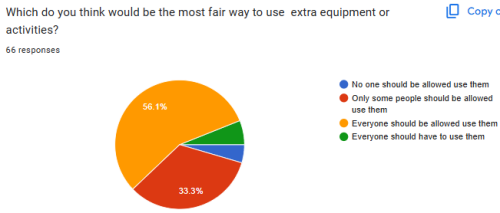 Which do you think would be the most fair way to use extra equipment or
activities?
Copy c
66 responses
56.1%
33.3%
No one should be allowed use them
Only some people should be allowed
use them
Everyone should be allowed use them
Everyone should have to use them